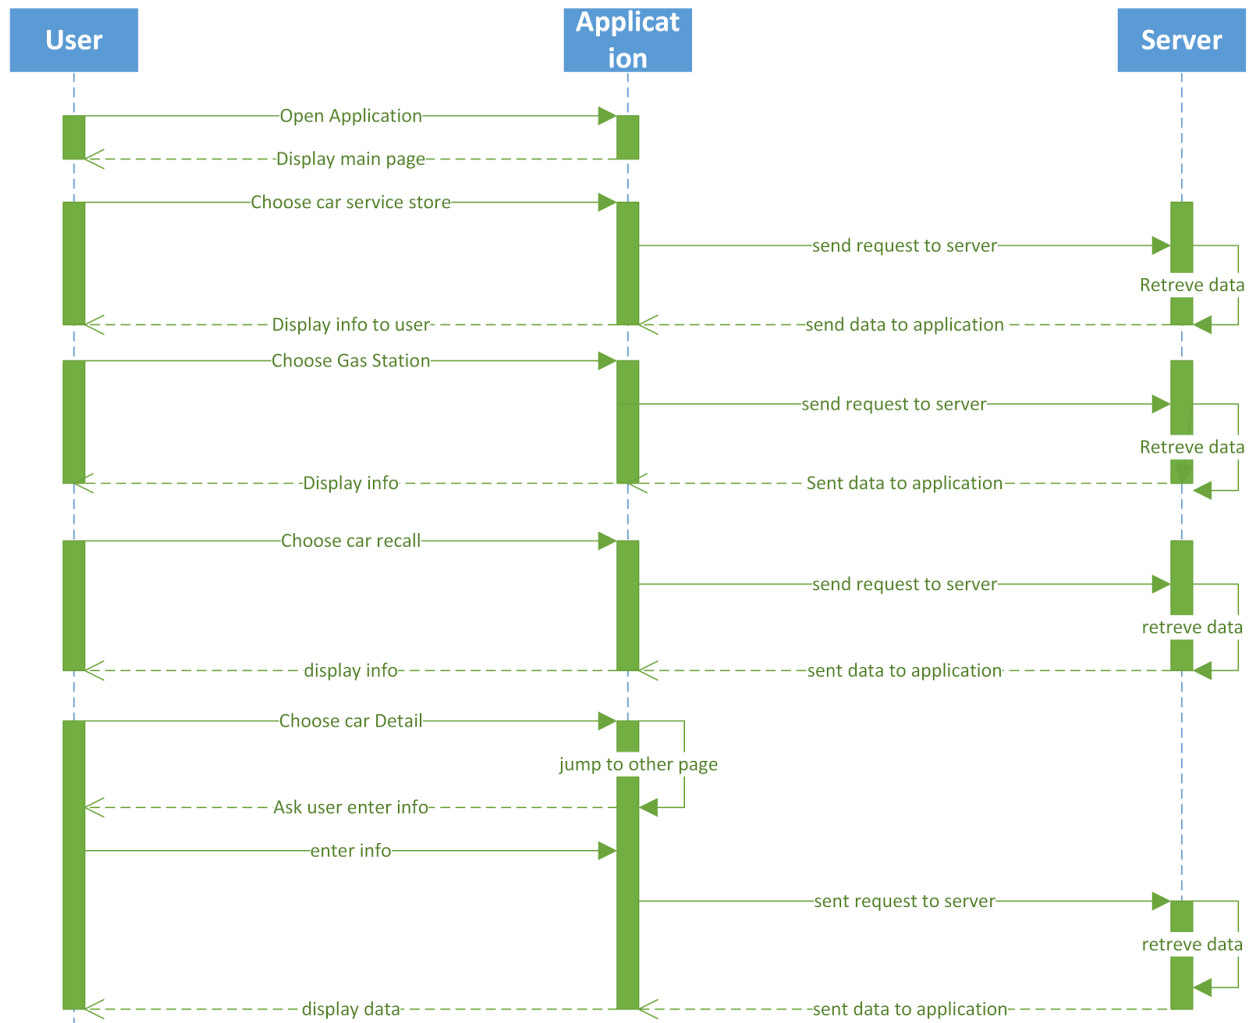 User
Applicat
ion
Server
Open Application
Display main page
Choose car service store
send request to server
Retreve data
Display info to user
send data to application
Choose Gas Station
send request to server
Retreve data
Display info
Sent data to application
Choose car recall
send request to server
retreve data
display info
sent data to application
Choose car Detail
jump to other page
Ask user enter info
enter info
sent request to server
retreve data
display data
sent data to application